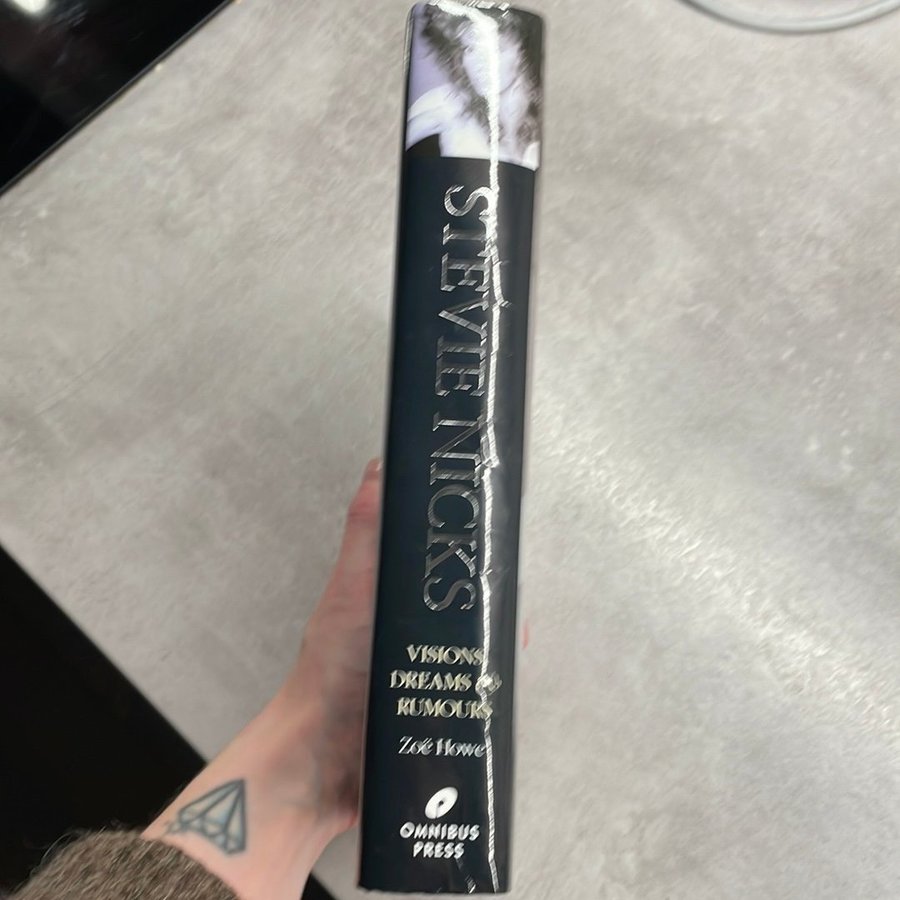 STEVIE NICKS
VISIONS
DREAMS &
RUMOURS
Zoë Howe
OMNIBUS
PRESS